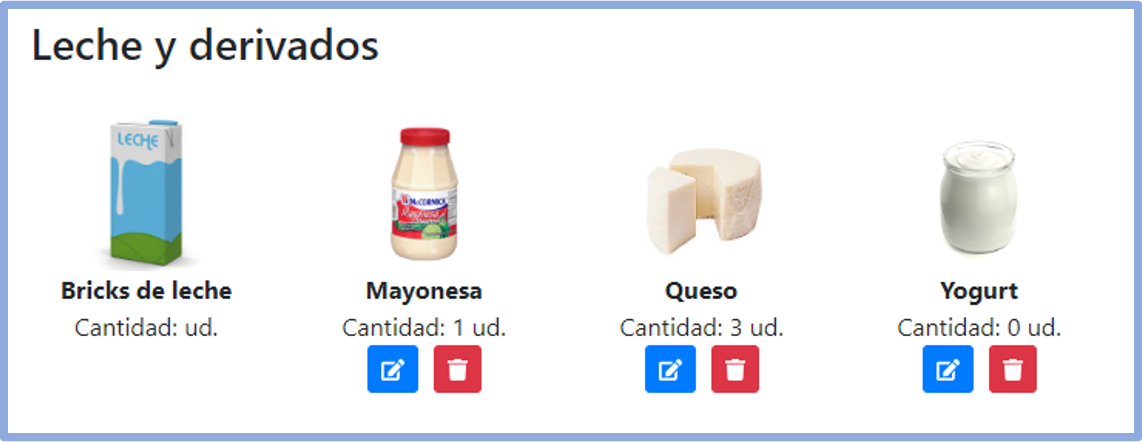 Leche y derivados
LECHE
McCORMICK
Mayonesa
Bricks de leche
Mayonesa
Queso
Yogurt
Cantidad: ud.
Cantidad: 1 ud.
Cantidad: 3 ud.
Cantidad: 0 ud.